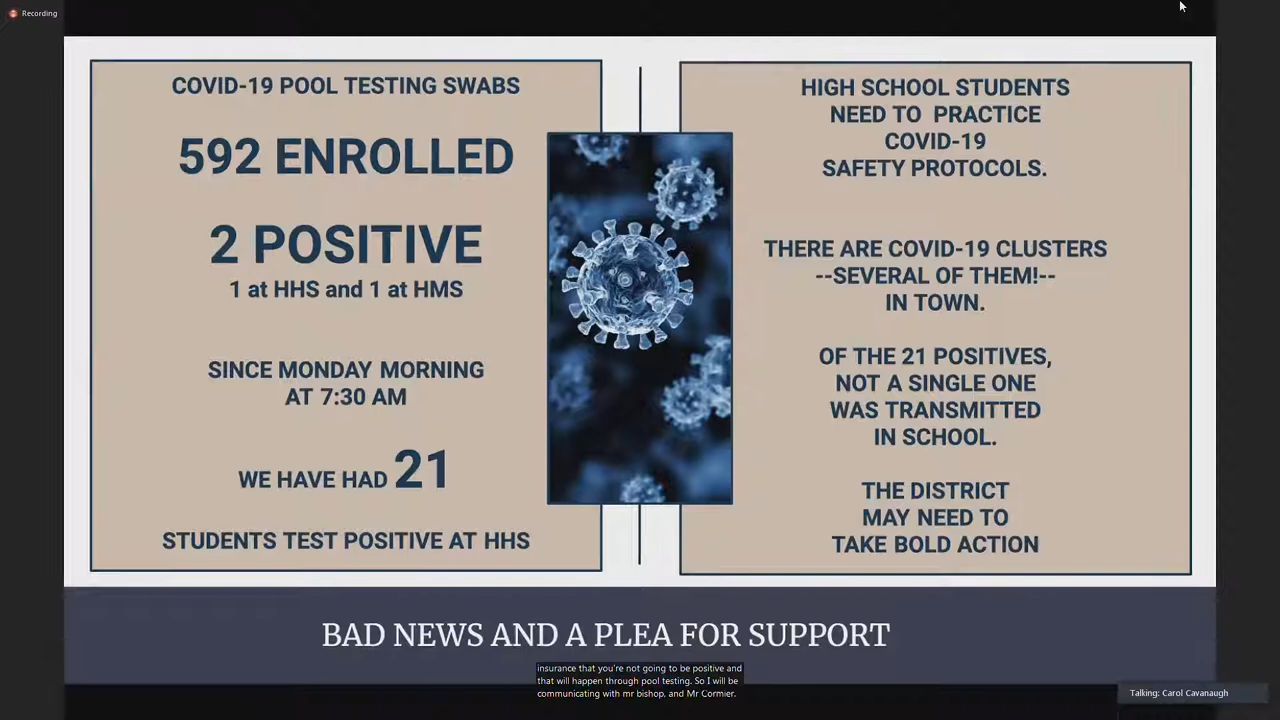 Recording
COVID-19 POOL TESTING SWABS
592 ENROLLED
2 POSITIVE
1 at HHS and 1 at HMS
SINCE MONDAY MORNING
AT 7:30 AM
WE HAVE HAD 21
STUDENTS TEST POSITIVE AT HHS
HIGH SCHOOL STUDENTS
NEED TO PRACTICE
COVID-19
SAFETY PROTOCOLS.
THERE ARE COVID-19 CLUSTERS
--SEVERAL OF THEM!--
IN TOWN.
OF THE 21 POSITIVES,
NOT A SINGLE ONE
WAS TRANSMITTED
IN SCHOOL.
THE DISTRICT
MAY NEED TO
TAKE BOLD ACTION
BAD NEWS AND A PLEA FOR SUPPORT
insurance that you're not going to be positive and
that will happen through pool testing. So I will be
communicating with mr bishop, and Mr Cormier.
Talking: Carol Cavanaugh